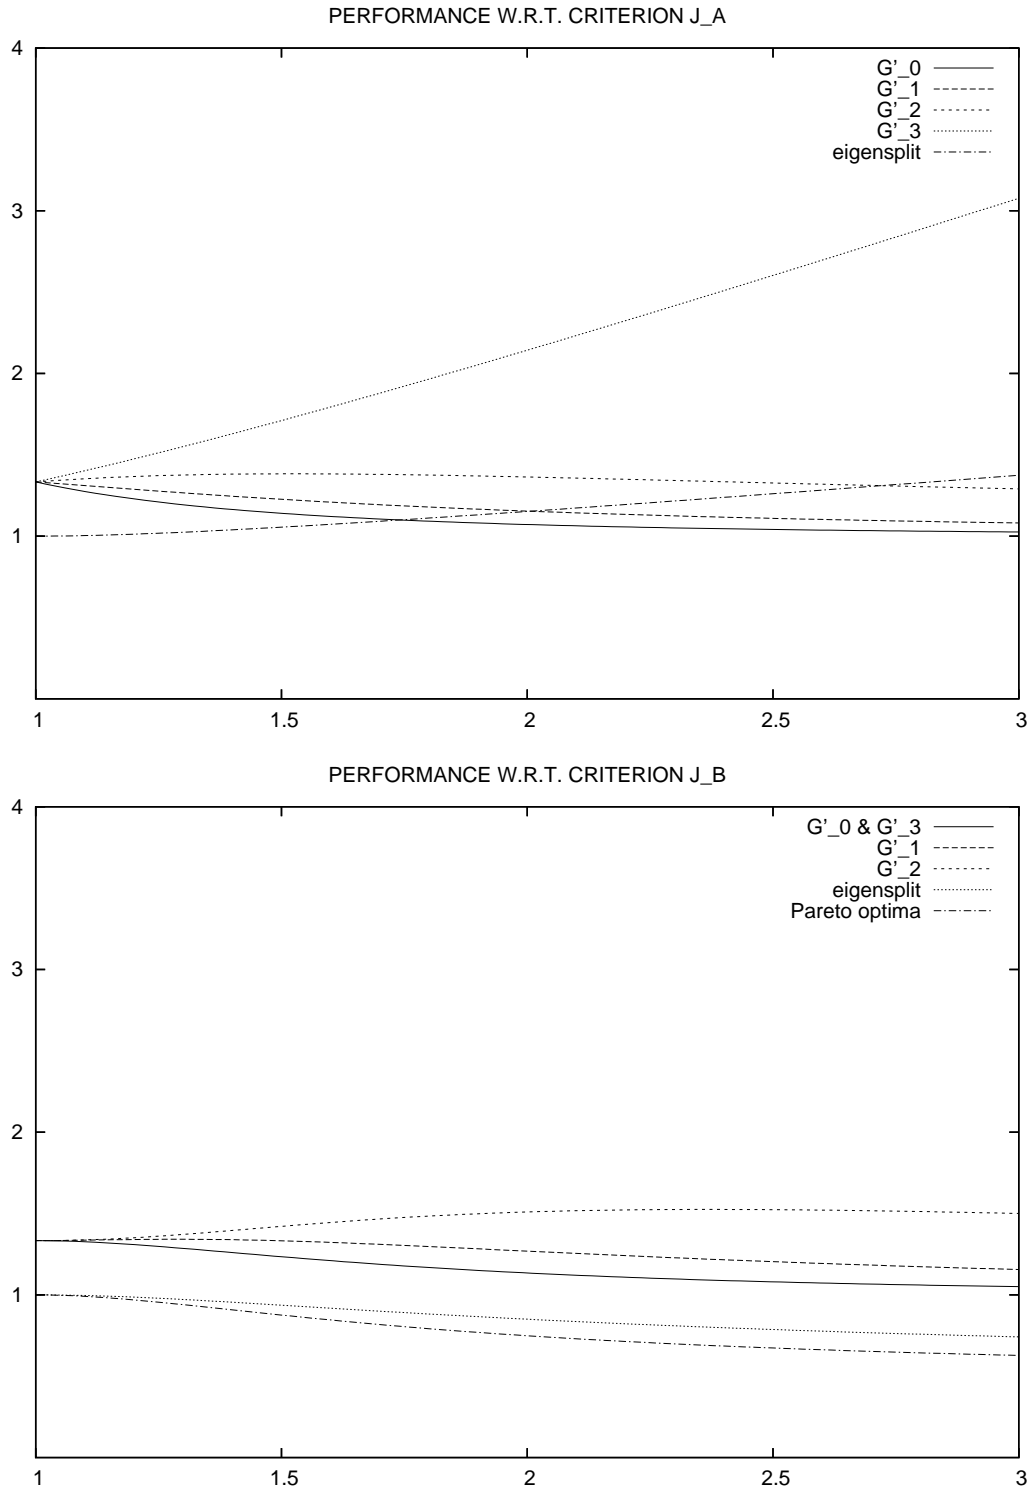 PERFORMANCE W.R.T. CRITERION J_A
4
3
2
1
G'_0
G'_1
G'_2
G'_3
eigensplit
1 1.5 2 2.5 3
PERFORMANCE W.R.T. CRITERION J_B
4
3
2
1
G'_0 & G'_3
G'_1
G'_2
eigensplit
Pareto optima
1 1.5 2 2.5 3